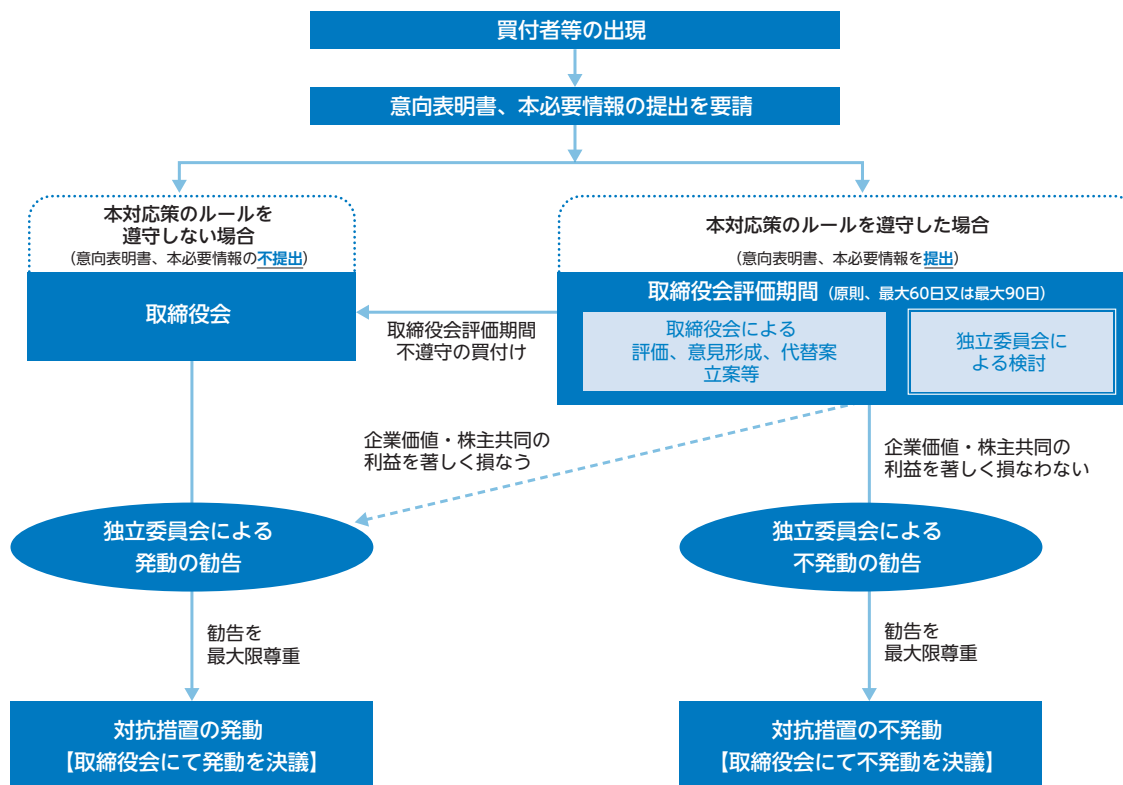 買付者等の出現
意向表明書、本必要情報の提出を要請
本対応策のルールを
遵守しない場合
（意向表明書、本必要情報の不提出）
取締役会
本対応策のルールを遵守した場合
（意向表明書、本必要情報を提出）
取締役会評価期間（原則、最大60日又は最大90日）
取締役会による
評価、意見形成、代替案
立案等
独立委員会に
よる検討
取締役会評価期間
不遵守の買付け
企業価値・株主共同の
利益を著しく損なう
企業価値・株主共同の
利益を著しく損なわない
独立委員会による
発動の勧告
独立委員会による
不発動の勧告
勧告を
最大限尊重
勧告を
最大限尊重
対抗措置の発動
【取締役会にて発動を決議】
対抗措置の不発動
【取締役会にて不発動を決議】